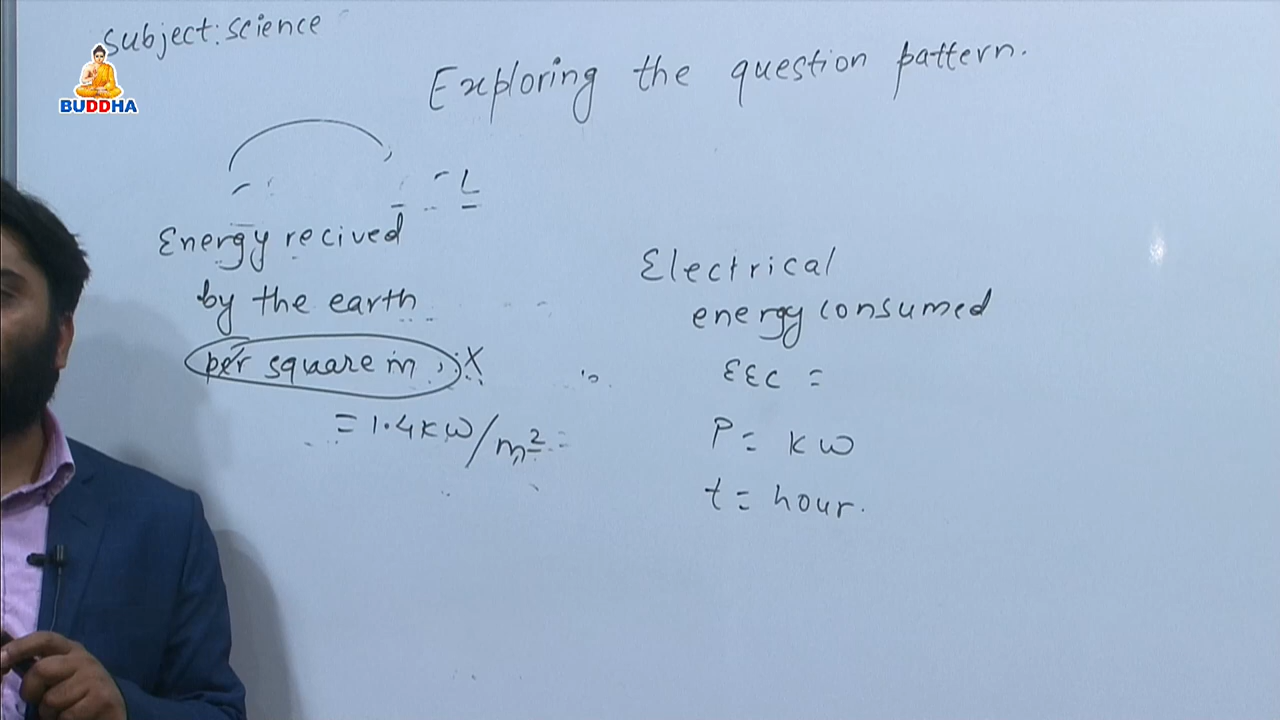 subject: science
BUDDHA
Exploring the question pattern.
Energy recived
by the earth
per square m
= 1.4 kw/m² =
Electrical
energy consumed
EEC =
P = kw
t = hour.